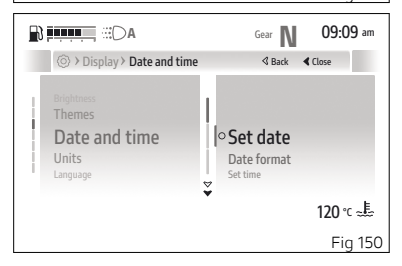 A Gear N 09:09 am
Display Date and time Back Close
Brightness
Themes
Date and time
Units
Language
Set date
Date format
Set time
120 °C
Fig 150